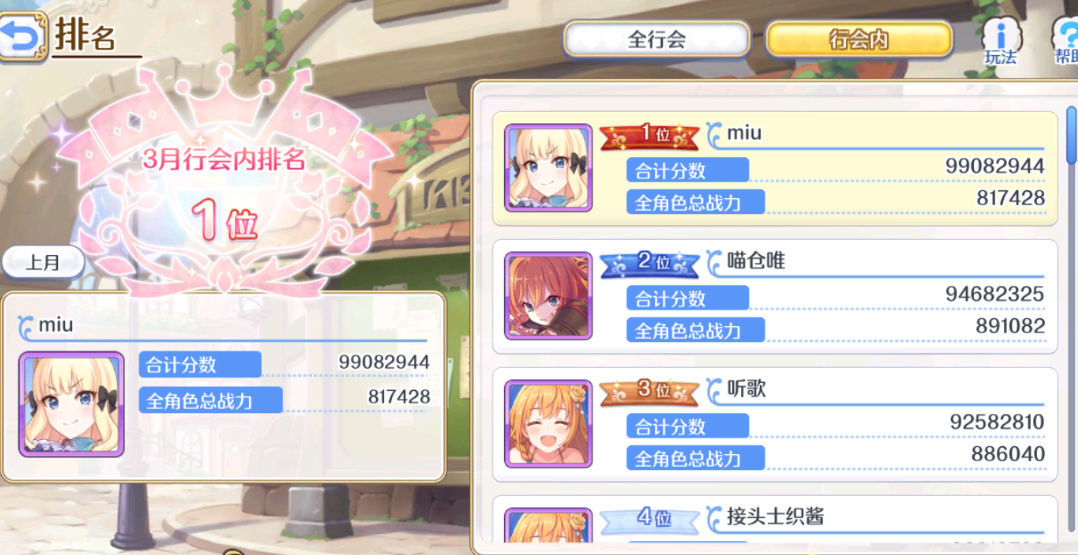 排名
全行会
行会内
玩法
帮助
3月行会内排名
1位
上月
miu
合计分数 99082944
全角色总战力 817428
1位 miu
合计分数 99082944
全角色总战力 817428
2位 喵仓唯
合计分数 94682325
全角色总战力 891082
3位 听歌
合计分数 92582810
全角色总战力 886040
4位 接头士织酱